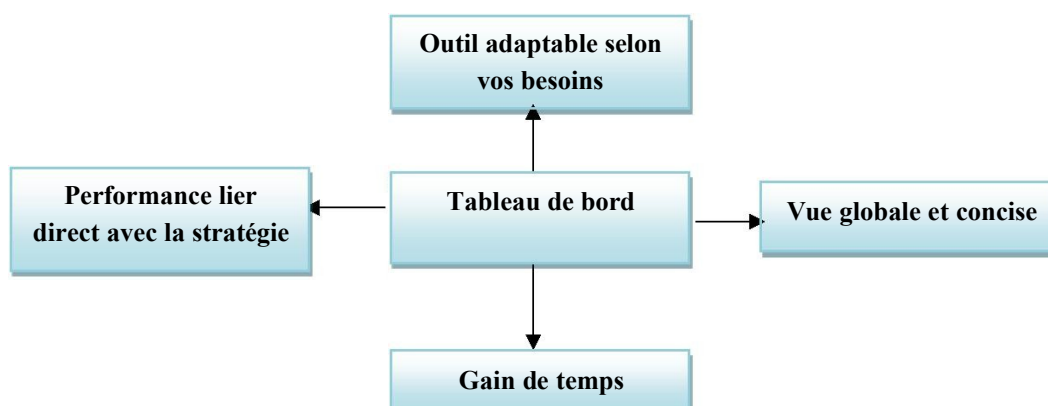 Outil adaptable selon
vos besoins
Performance lier
direct avec la stratégie
Tableau de bord
Vue globale et concise
Gain de temps